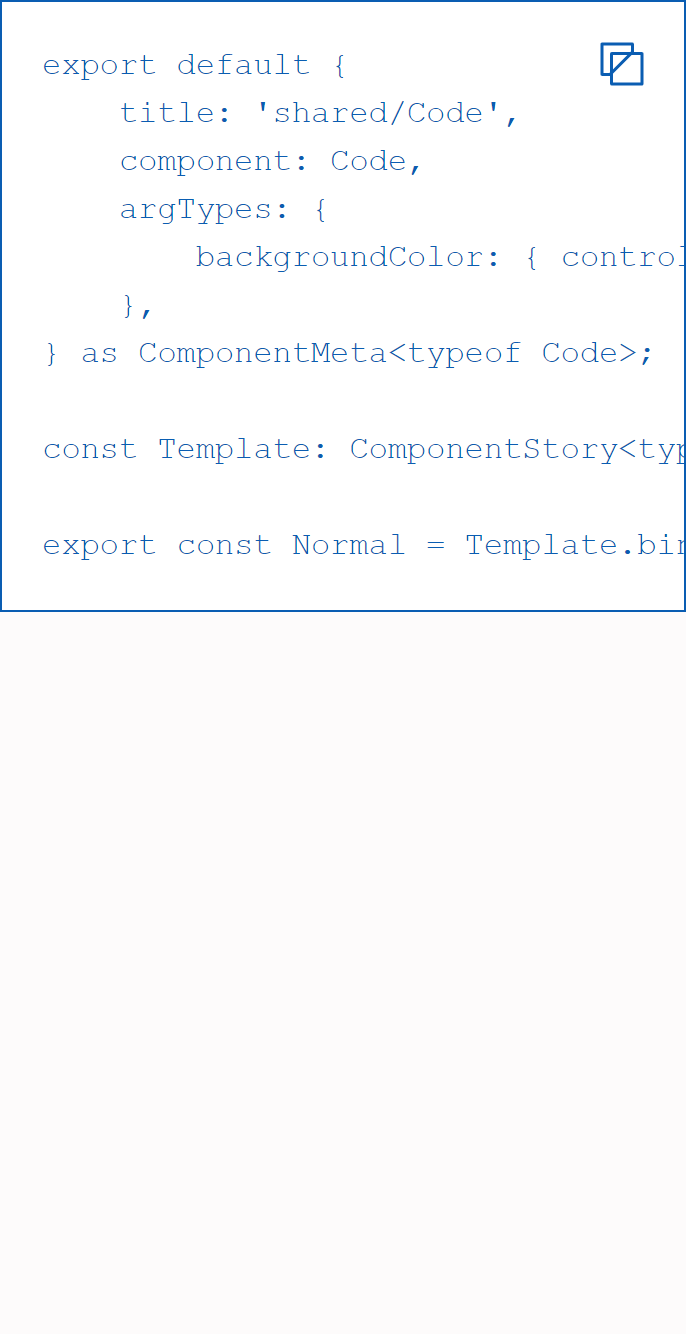 export default {
    title: 'shared/Code',
    component: Code,
    argTypes: {
        backgroundColor: { control
    },
} as ComponentMeta<typeof Code>;

const Template: ComponentStory<typ

export const Normal = Template.bin